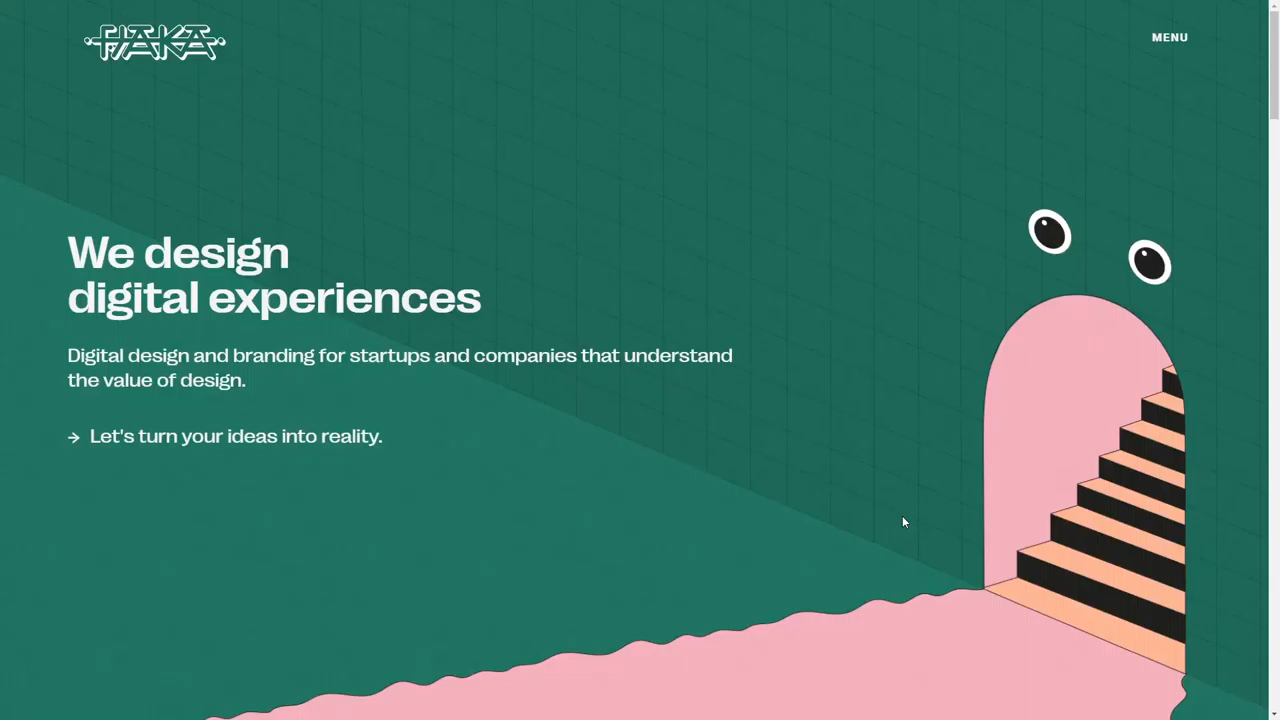 HAKA
MENU
We design
digital experiences
Digital design and branding for startups and companies that understand
the value of design.
→ Let's turn your ideas into reality.